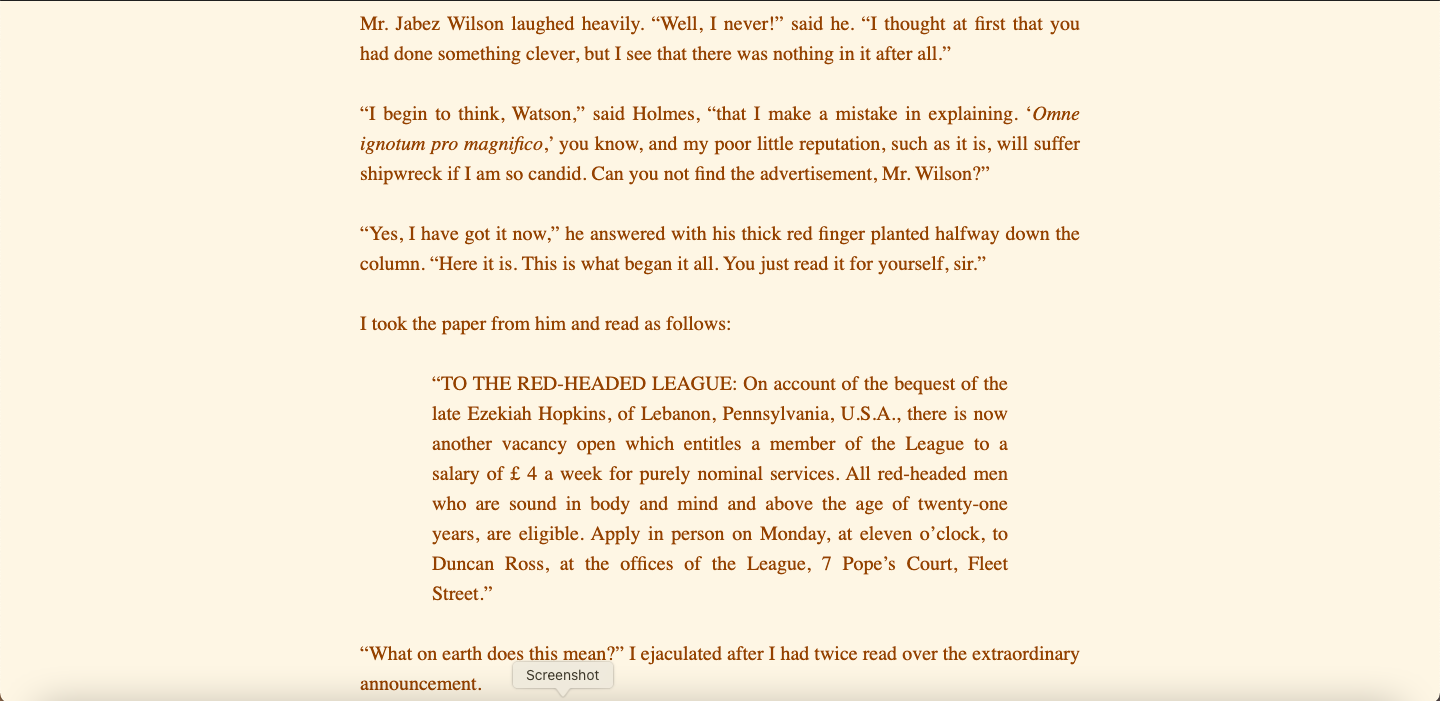 Mr. Jabez Wilson laughed heavily. “Well, I never!” said he. “I thought at first that you
had done something clever, but I see that there was nothing in it after all.”
“I begin to think, Watson,” said Holmes, “that I make a mistake in explaining. ‘Omne
ignotum pro magnifico,’ you know, and my poor little reputation, such as it is, will suffer
shipwreck if I am so candid. Can you not find the advertisement, Mr. Wilson?”
“Yes, I have got it now,” he answered with his thick red finger planted halfway down the
column. “Here it is. This is what began it all. You just read it for yourself, sir.”
I took the paper from him and read as follows:
“TO THE RED-HEADED LEAGUE: On account of the bequest of the
late Ezekiah Hopkins, of Lebanon, Pennsylvania, U.S.A., there is now
another vacancy open which entitles a member of the League to a
salary of £ 4 a week for purely nominal services. All red-headed men
who are sound in body and mind and above the age of twenty-one
years, are eligible. Apply in person on Monday, at eleven o’clock, to
Duncan Ross, at the offices of the League, 7 Pope’s Court, Fleet
Street.”
“What on earth does this mean?” I ejaculated after I had twice read over the extraordinary
announcement.
Screenshot